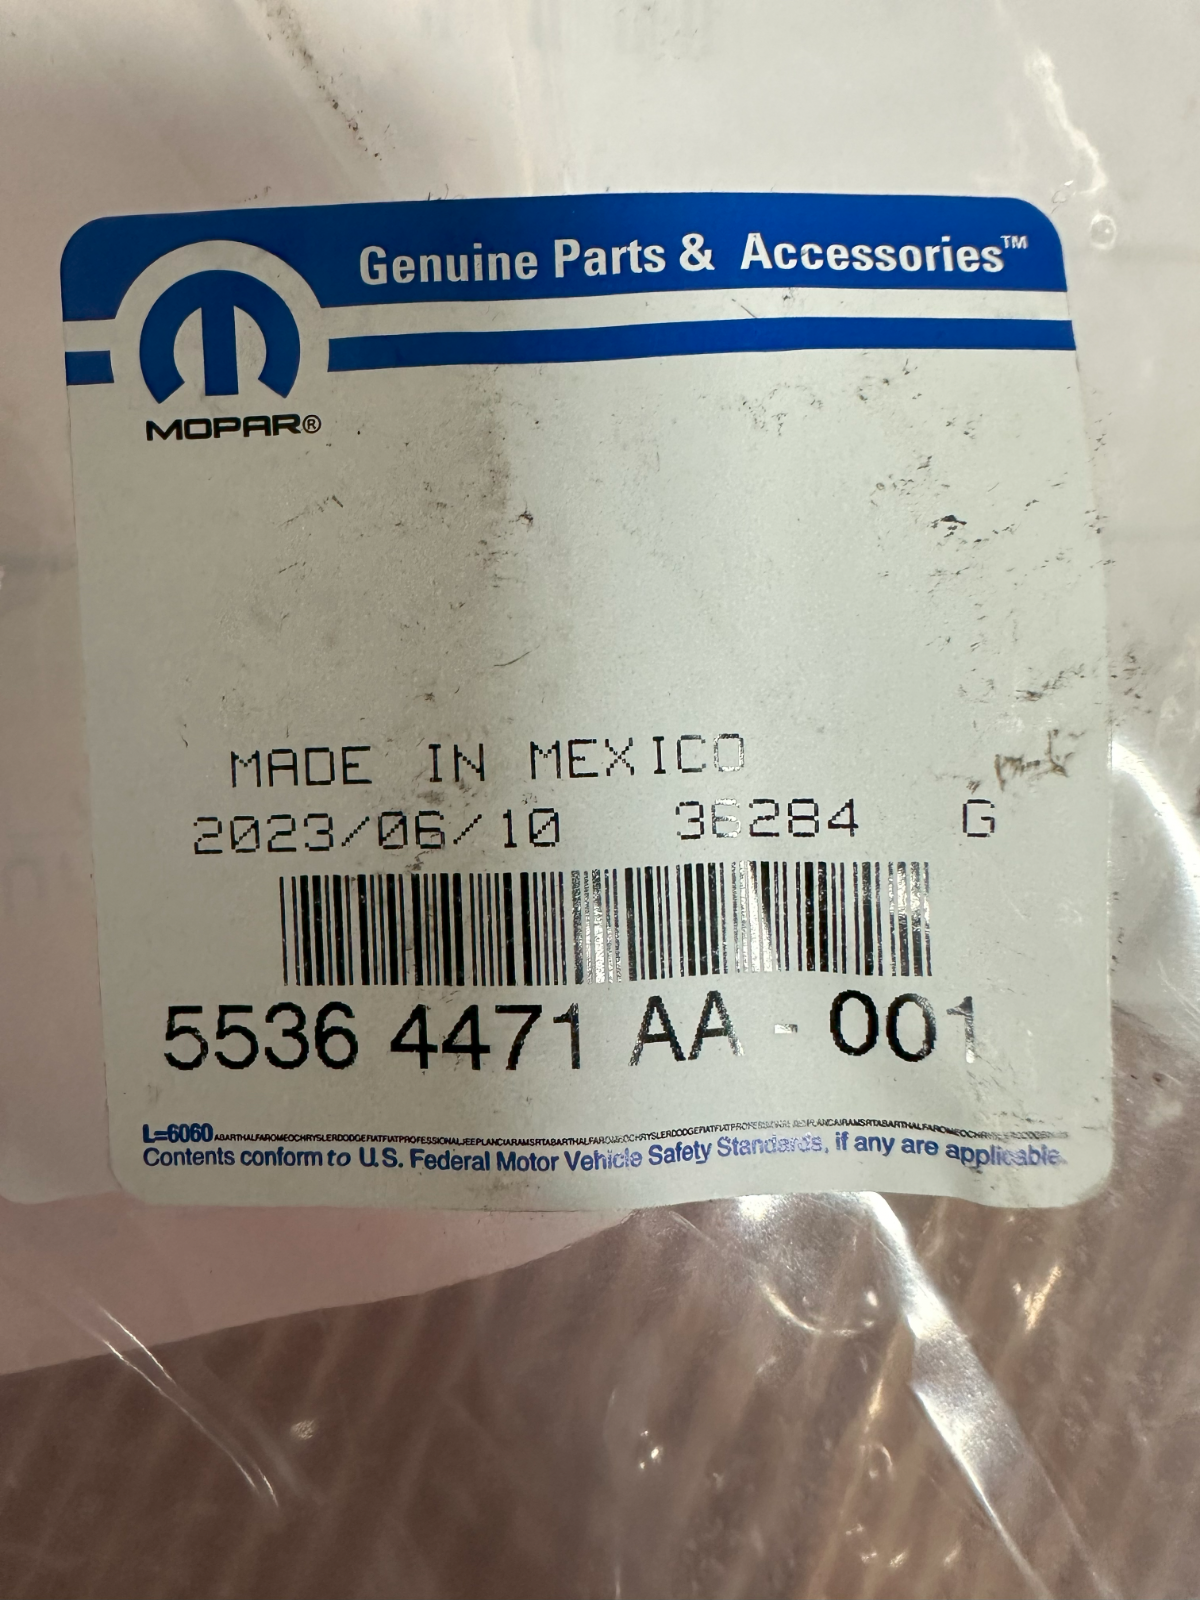 Genuine Parts & Accessories™
MOPAR®
MADE IN MEXICO
2023/06/10 36284 G
5536 4471 AA - 001
L=6060
Contents conform to U.S. Federal Motor Vehicle Safety Standards, if any are applicable.